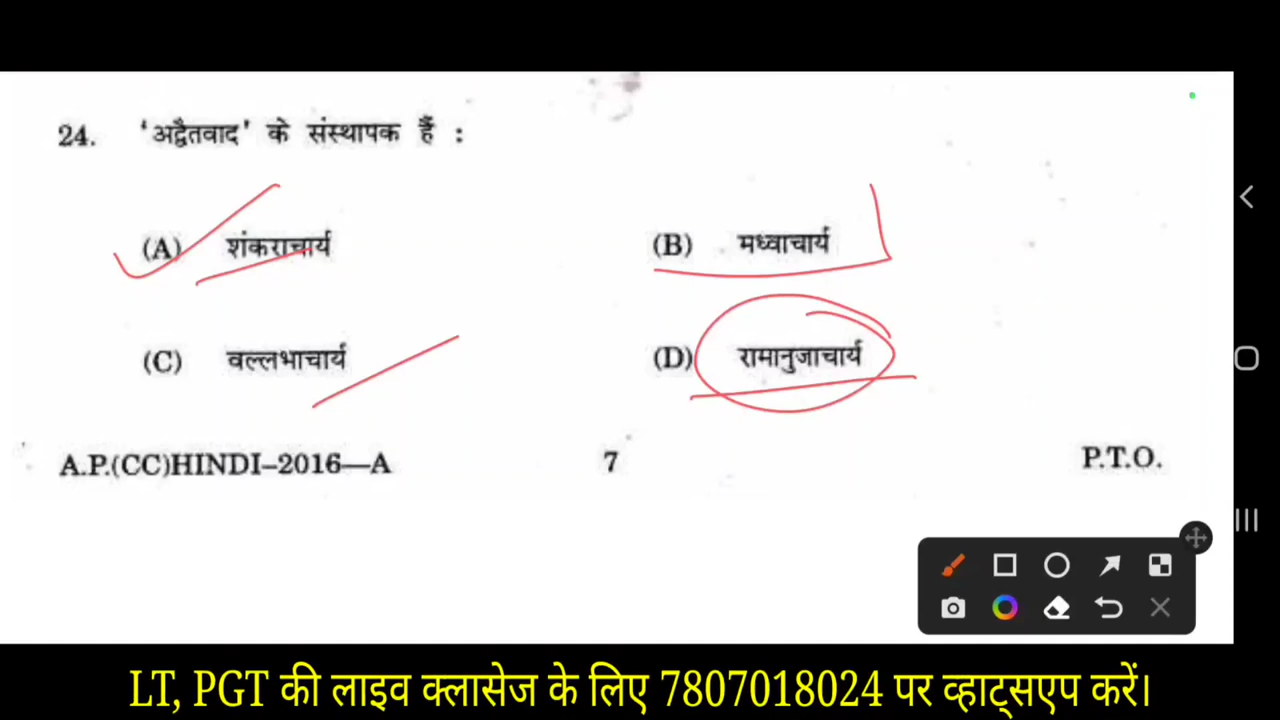 24. 'अद्वैतवाद' के संस्थापक हैं :
(A) शंकराचार्य (B) मध्वाचार्य
(C) वल्लभाचार्य (D) रामानुजाचार्य
A.P.(CC)HINDI–2016—A 7 P.T.O.
LT, PGT की लाइव क्लासेज के लिए 7807018024 पर व्हाट्सएप करें।